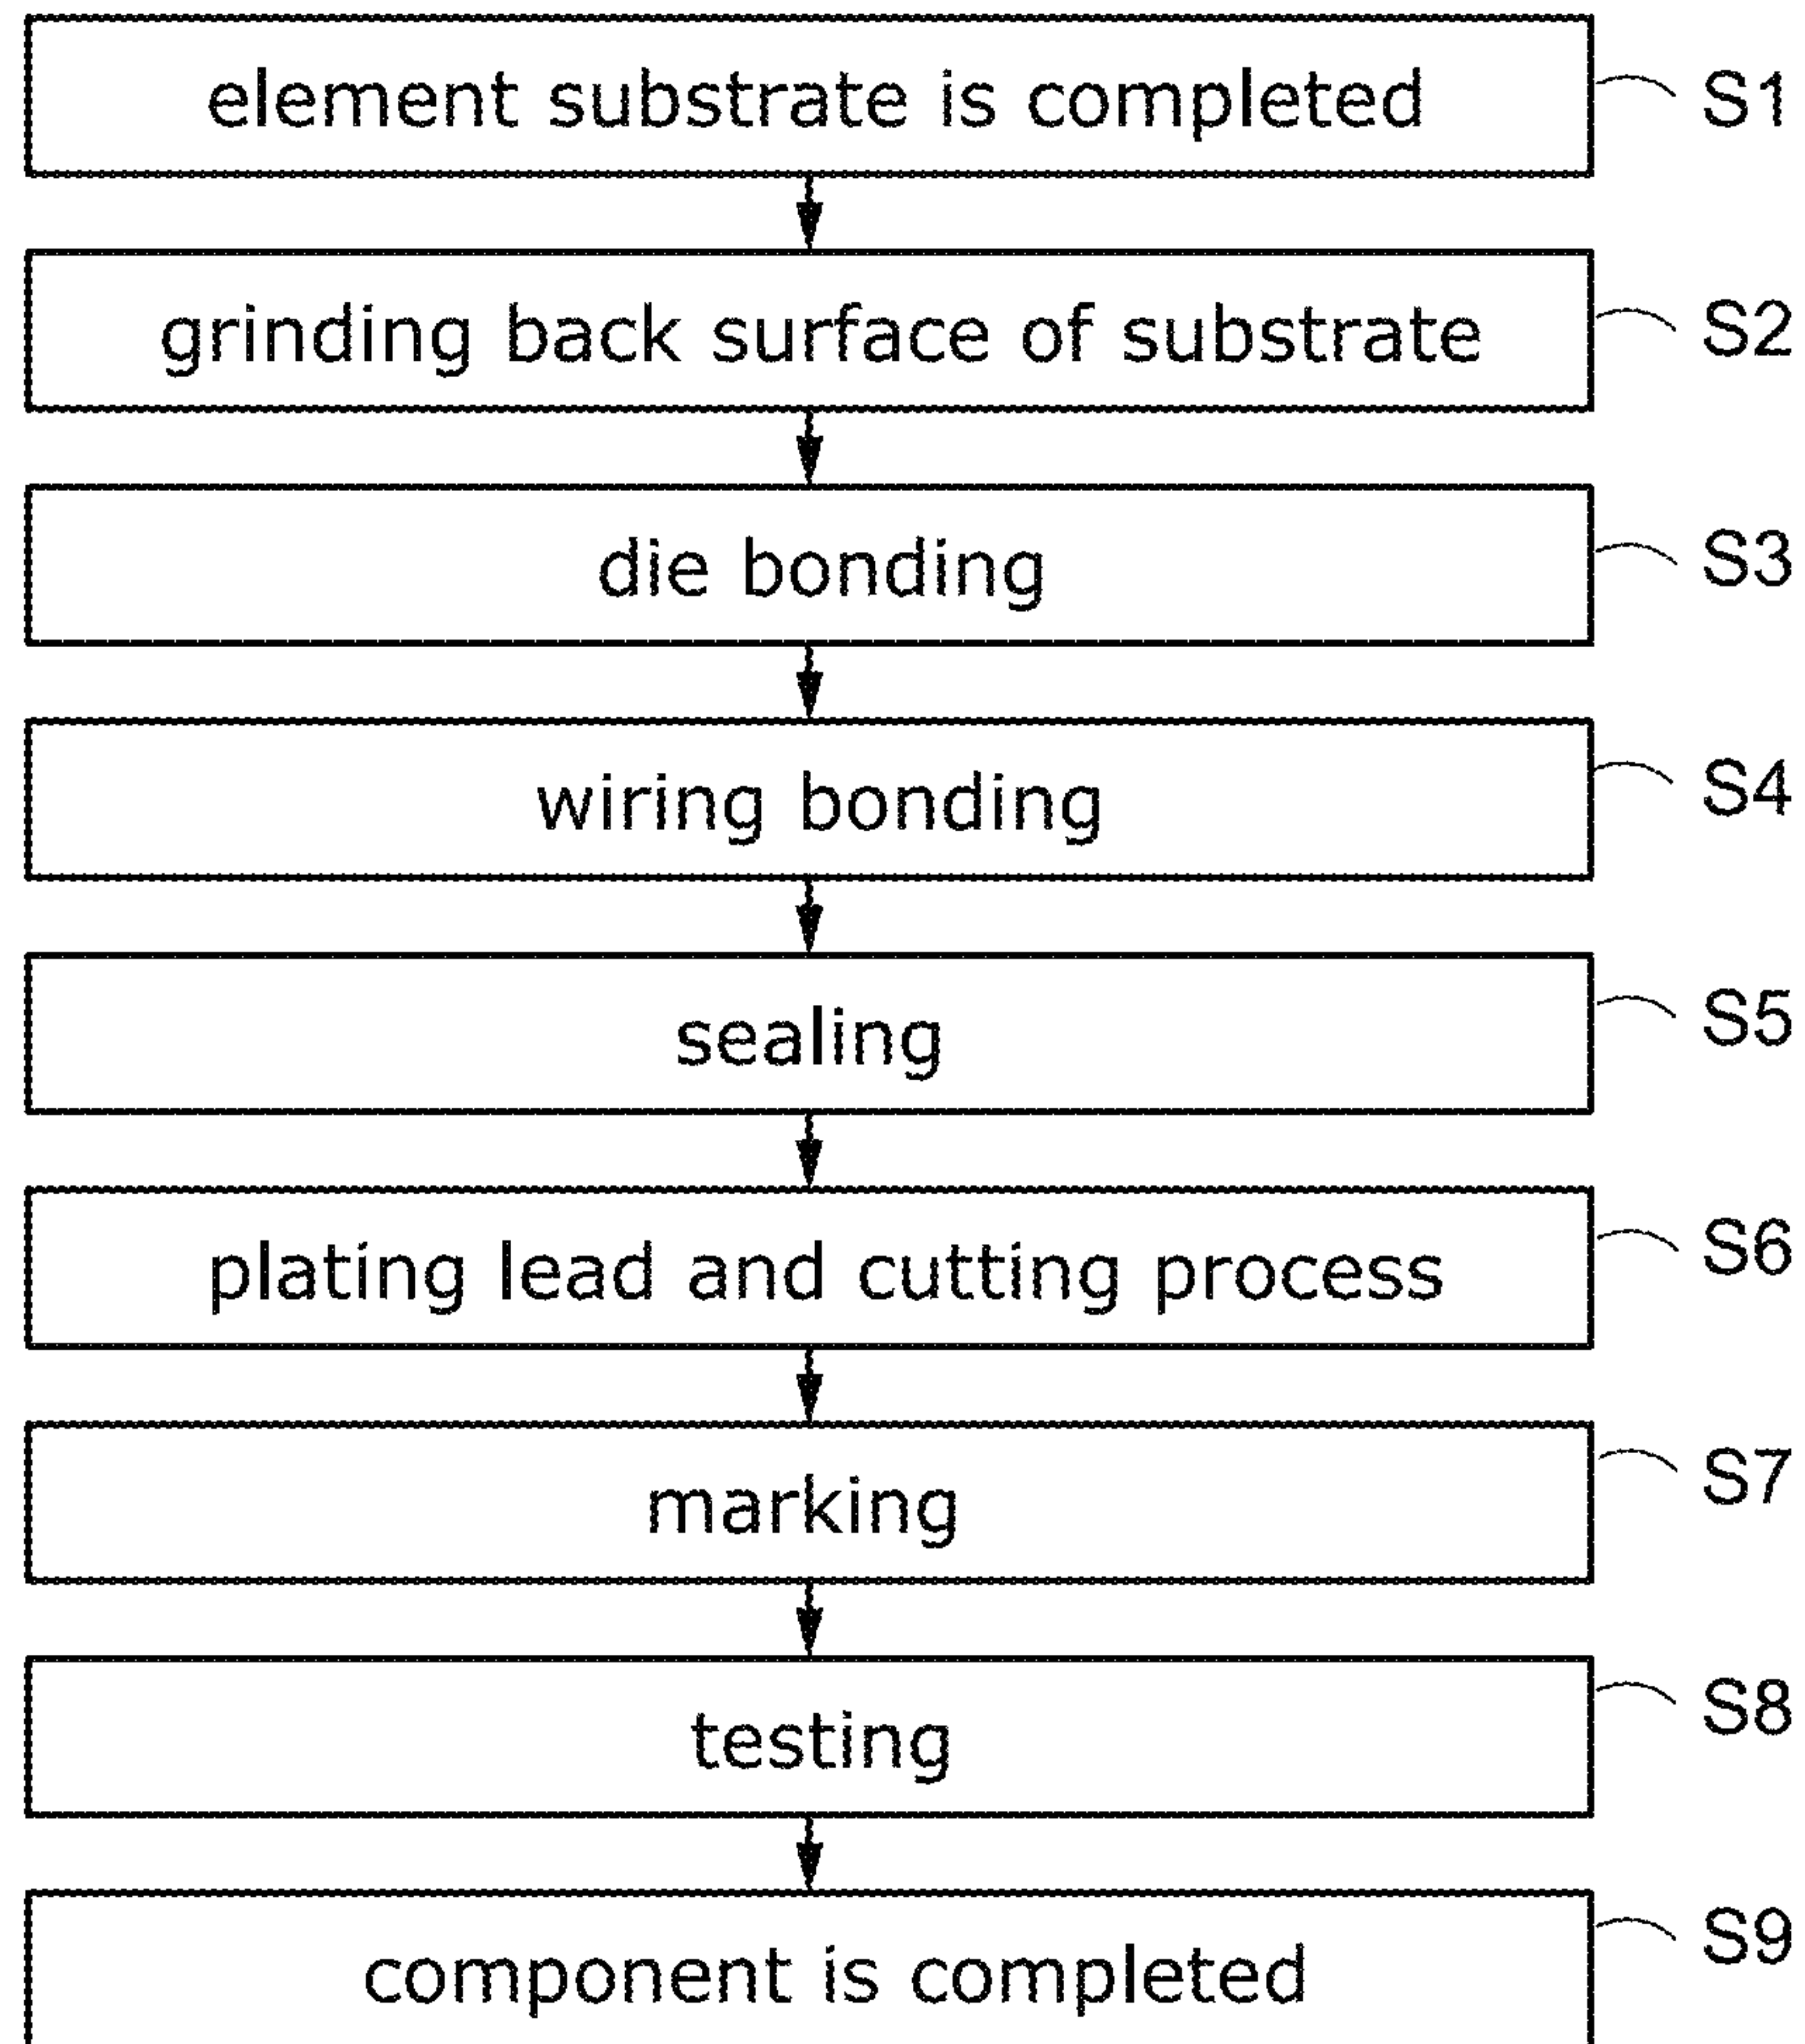 element substrate is completed S1
grinding back surface of substrate S2
die bonding S3
wiring bonding S4
sealing S5
plating lead and cutting process S6
marking S7
testing S8
component is completed S9